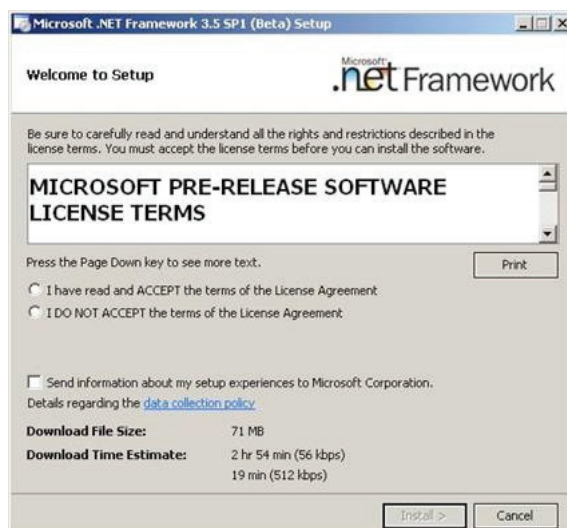 Microsoft .NET Framework 3.5 SP1 (Beta) Setup
Welcome to Setup
Microsoft
.net Framework
Be sure to carefully read and understand all the rights and restrictions described in the
license terms. You must accept the license terms before you can install the software.
MICROSOFT PRE-RELEASE SOFTWARE
LICENSE TERMS
Press the Page Down key to see more text.
Print
I have read and ACCEPT the terms of the License Agreement
I DO NOT ACCEPT the terms of the License Agreement
Send information about my setup experiences to Microsoft Corporation.
Details regarding the data collection policy
Download File Size: 71 MB
Download Time Estimate: 2 hr 54 min (56 kbps)
19 min (512 kbps)
Install > Cancel